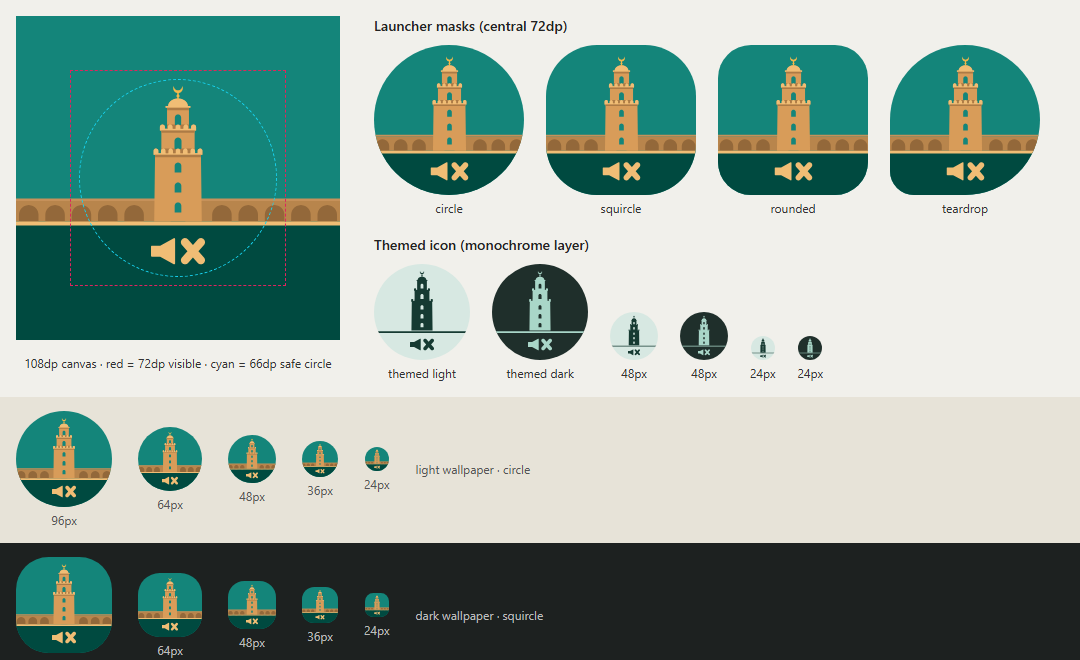 Launcher masks (central 72dp)
circle
squircle
rounded
teardrop
Themed icon (monochrome layer)
108dp canvas · red = 72dp visible · cyan = 66dp safe circle
themed light
themed dark
48px
48px
24px
24px
96px
64px
48px
36px
24px
light wallpaper · circle
64px
48px
36px
24px
dark wallpaper · squircle